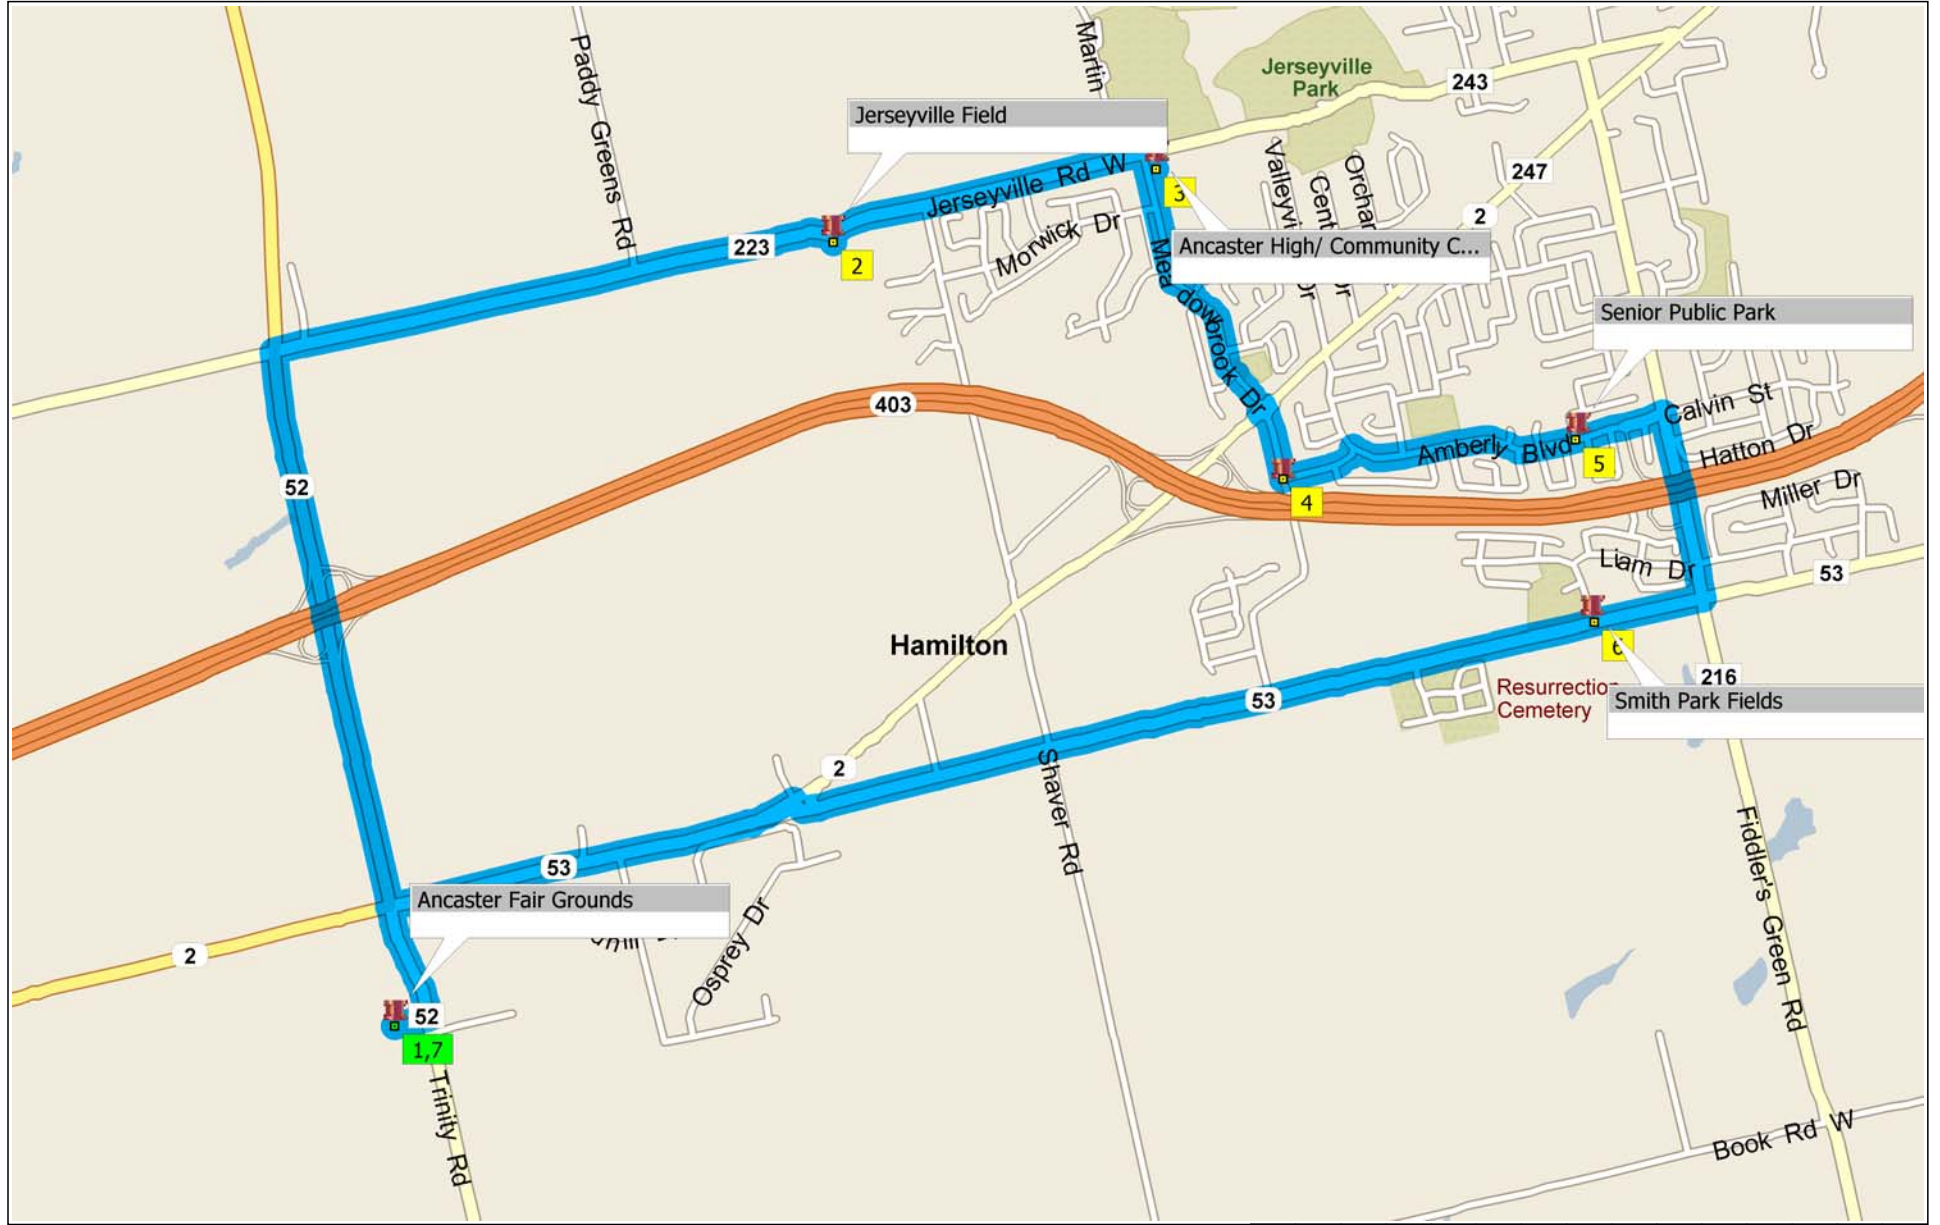 Paddy Greens Rd
Martin
Jerseyville
Park
243
Jerseyville Field
247
2
Jerseyville Rd W
3
Morwick Dr
223
2
Ancaster High/ Community C...
Meadowbrook Dr
Senior Public Park
403
Calvin St
Hatton Dr
Amberly Blvd
5
52
4
Miller Dr
Liam Dr
53
Hamilton
6
216
Resurrection
Cemetery
Smith Park Fields
53
2
Shaver Rd
53
Ancaster Fair Grounds
Osprey Dr
Fiddler's Green Rd
2
52
1,7
Trinity Rd
Book Rd W